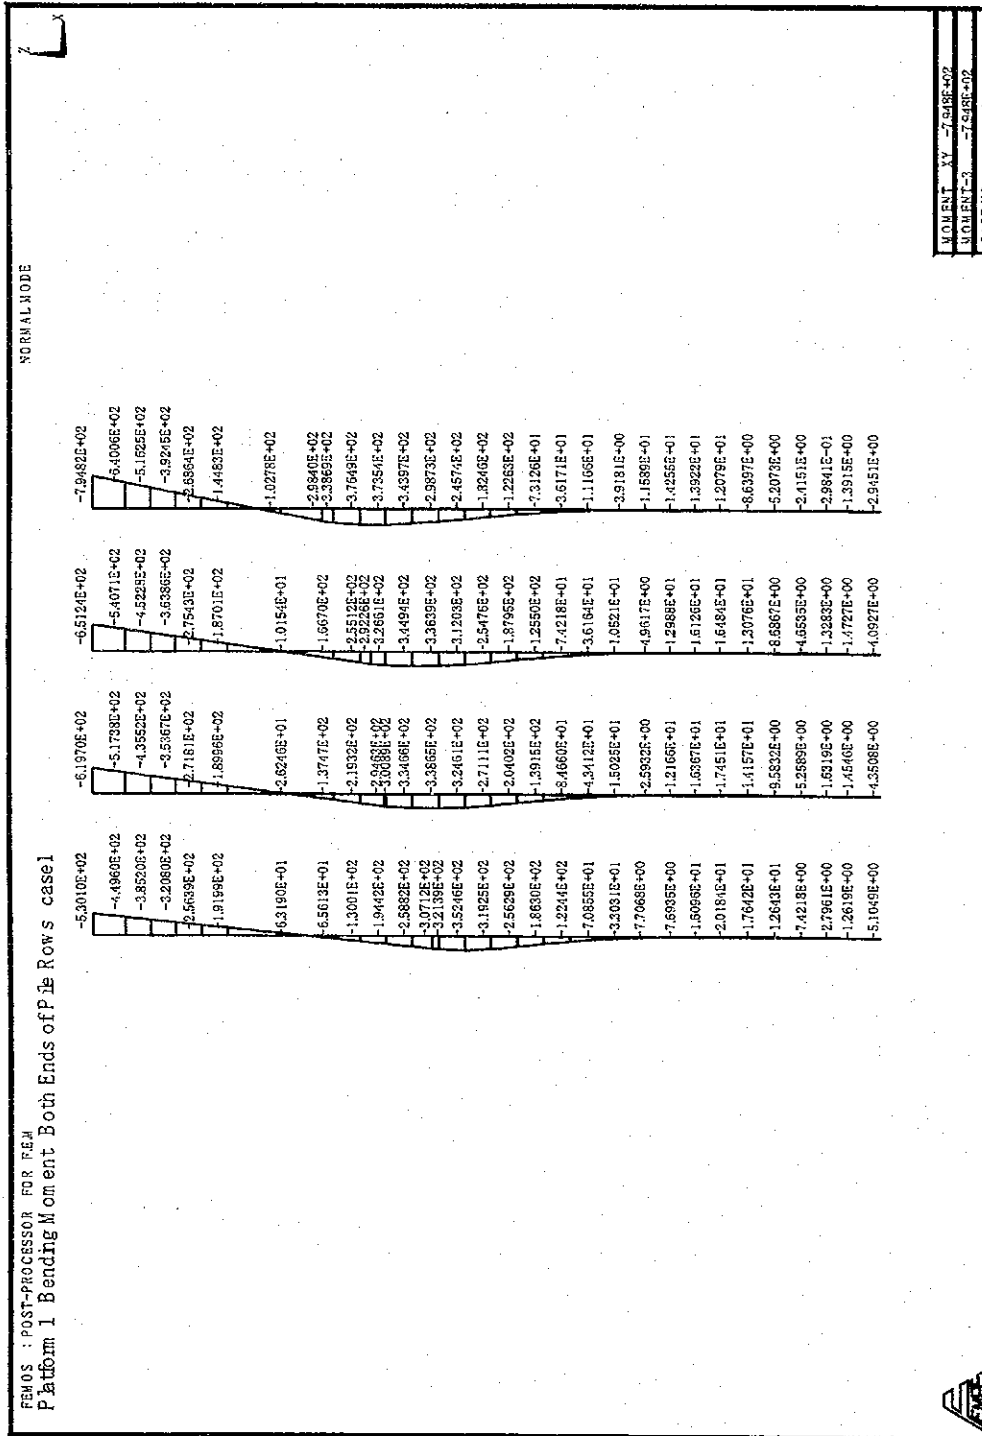 FEMOS : POST-PROCESSOR FOR F.E.M
Platform 1 Bending Moment Both Ends of Pile Rows case1
NORMAL MODE
Z
X
-5.3010E+02
-4.4960E+02
-3.8520E+02
-3.2080E+02
-2.5639E+02
-1.9199E+02
-6.3190E+01
-6.5613E+01
-1.3001E+02
-1.9442E+02
-2.5882E+02
-3.0712E+02
-3.2139E+02
-3.5246E+02
-3.1925E+02
-2.5629E+02
-1.8630E+02
-1.2244E+02
-7.0855E+01
-3.3031E+01
-7.7068E+00
-7.6935E+00
-1.6096E+01
-2.0184E+01
-1.7642E+01
-1.2643E+01
-7.4218E+00
-2.7961E+00
-1.2619E+00
-5.1049E+00
-6.1970E+02
-5.1738E+02
-4.3552E+02
-3.5367E+02
-2.7181E+02
-1.8996E+02
-2.6246E+01
-1.3747E+02
-2.1932E+02
-2.9462E+02
-3.0089E+02
-3.3466E+02
-3.3865E+02
-3.2461E+02
-2.7111E+02
-2.0402E+02
-1.3915E+02
-8.4660E+01
-4.3412E+01
-1.5025E+01
-2.5932E+00
-1.2166E+01
-1.6367E+01
-1.7451E+01
-1.4157E+01
-9.5832E+00
-5.2589E+00
-1.6319E+00
-1.4546E+00
-4.3508E+00
-6.5124E+02
-5.4071E+02
-4.5228E+02
-3.6386E+02
-2.7543E+02
-1.8701E+02
-1.0154E+01
-1.6670E+02
-2.5512E+02
-2.9226E+02
-3.2661E+02
-3.4494E+02
-3.3639E+02
-3.1203E+02
-2.5476E+02
-1.8795E+02
-1.2550E+02
-7.4218E+01
-3.6164E+01
-1.0521E+01
-4.9617E+00
-1.2988E+01
-1.6126E+01
-1.6484E+01
-1.3076E+01
-8.6867E+00
-4.6535E+00
-1.3283E+00
-1.4727E+00
-4.0927E+00
-7.9482E+02
-6.4006E+02
-5.1625E+02
-3.9245E+02
-2.6864E+02
-1.4483E+02
-1.0278E+02
-2.9840E+02
-3.3869E+02
-3.7649E+02
-3.7354E+02
-3.4397E+02
-2.9873E+02
-2.4574E+02
-1.8246E+02
-1.2263E+02
-7.3126E+01
-3.6171E+01
-1.1166E+01
-3.9181E+00
-1.1589E+01
-1.4256E+01
-1.3922E+01
-1.2079E+01
-8.6397E+00
-5.2073E+00
-2.4151E+00
-2.9841E-01
-1.3915E+00
-2.9451E+00
MOMENT XY -7.948E+02
MOMENT-3 -7.948E+02